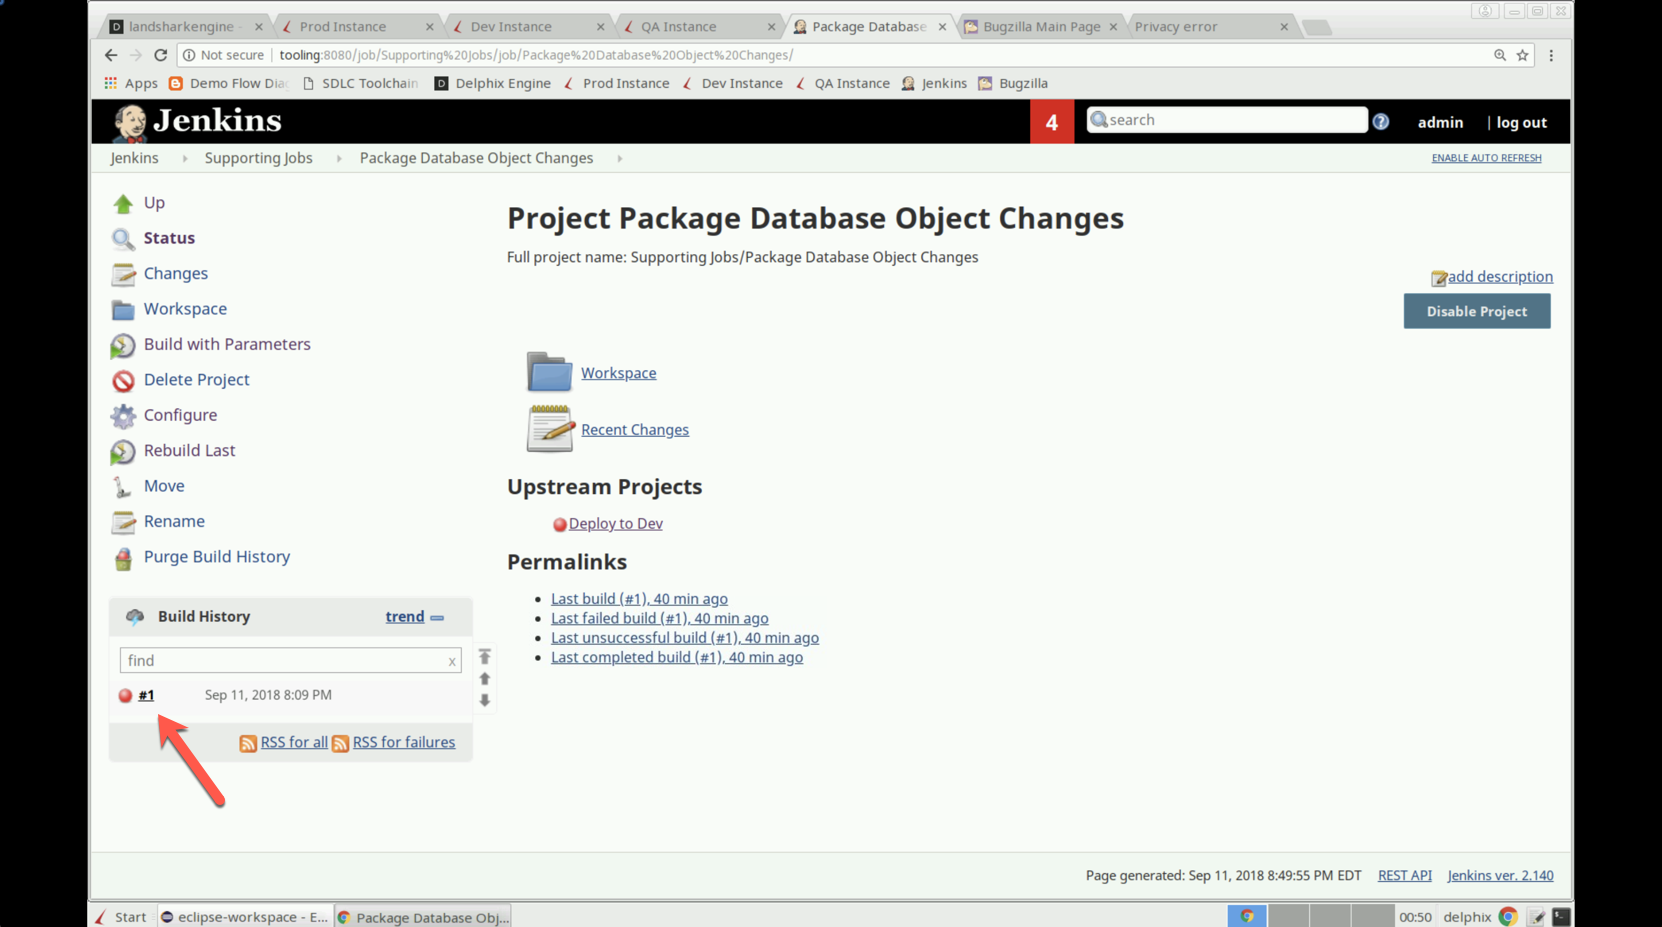 landsharkengine -
Prod Instance
Dev Instance
QA Instance
Package Database
Bugzilla Main Page
Privacy error
Not secure
tooling:8080/job/Supporting%20Jobs/job/Package%20Database%20Object%20Changes/
Apps
Demo Flow Dia
SDLC Toolchain
Delphix Engine
Prod Instance
Dev Instance
QA Instance
Jenkins
Bugzilla
Jenkins
4
search
admin
| log out
Jenkins
Supporting Jobs
Package Database Object Changes
ENABLE AUTO REFRESH
Up
Status
Changes
Workspace
Build with Parameters
Delete Project
Configure
Rebuild Last
Move
Rename
Purge Build History
Build History
trend
find
x
#1
Sep 11, 2018 8:09 PM
RSS for all
RSS for failures
Project Package Database Object Changes
Full project name: Supporting Jobs/Package Database Object Changes
add description
Disable Project
Workspace
Recent Changes
Upstream Projects
Deploy to Dev
Permalinks
Last build (#1), 40 min ago
Last failed build (#1), 40 min ago
Last unsuccessful build (#1), 40 min ago
Last completed build (#1), 40 min ago
Page generated: Sep 11, 2018 8:49:55 PM EDT
REST API
Jenkins ver. 2.140
Start
eclipse-workspace - E...
Package Database Obj...
00:50
delphix